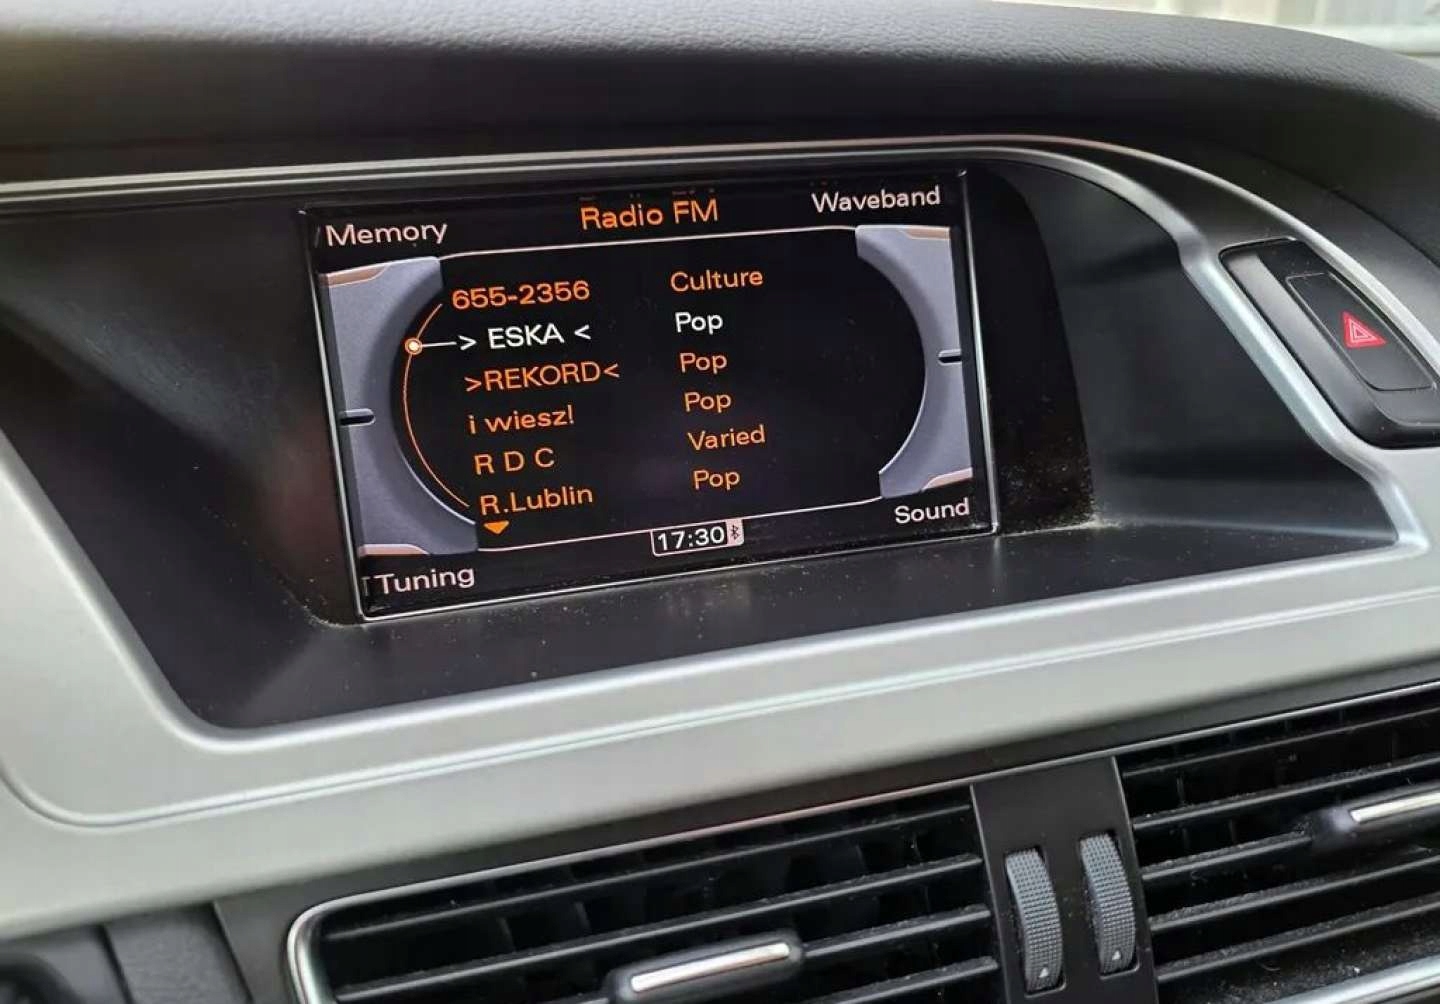 Memory
Radio FM
Waveband
655-2356 Culture
> ESKA < Pop
>REKORD< Pop
i wiesz! Pop
R D C Varied
R.Lublin Pop
17:30
Sound
Tuning